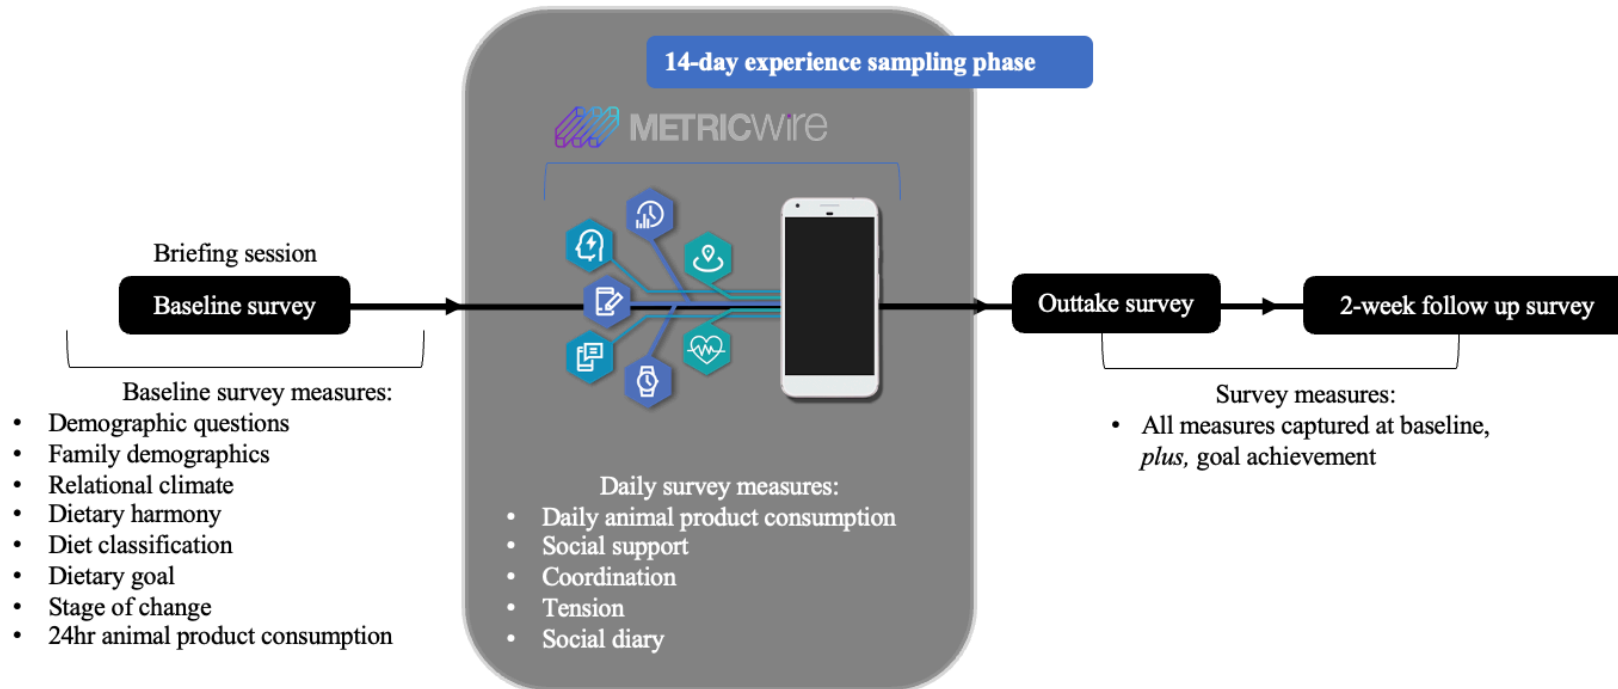 14-day experience sampling phase
METRICWIRE
Briefing session
Baseline survey
Outtake survey
2-week follow up survey
Baseline survey measures:
• Demographic questions
• Family demographics
• Relational climate
• Dietary harmony
• Diet classification
• Dietary goal
• Stage of change
• 24hr animal product consumption
Daily survey measures:
• Daily animal product consumption
• Social support
• Coordination
• Tension
• Social diary
Survey measures:
• All measures captured at baseline,
plus, goal achievement